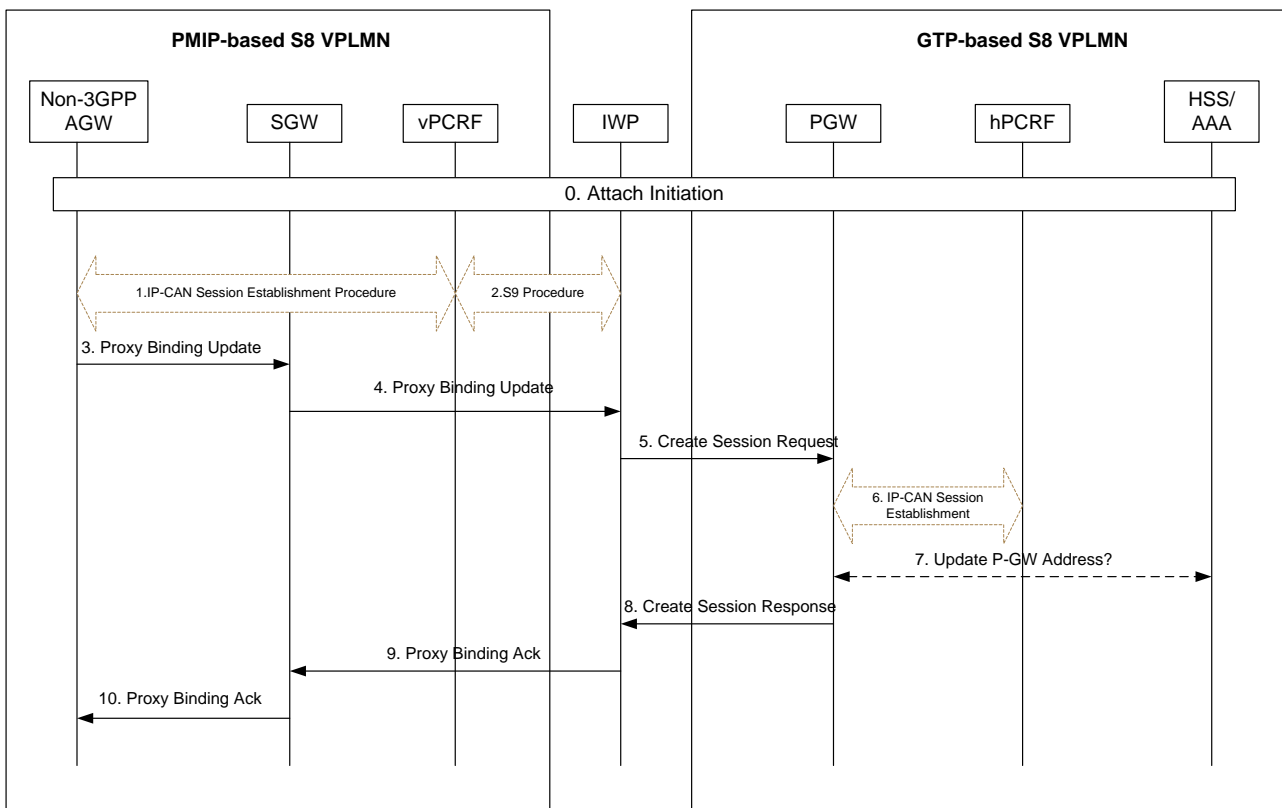 PMIP-based S8 VPLMN
GTP-based S8 VPLMN
Non-3GPP
AGW
SGW
vPCRF
IWP
PGW
hPCRF
HSS/
AAA
0. Attach Initiation
1.IP-CAN Session Establishment Procedure
2.S9 Procedure
3. Proxy Binding Update
4. Proxy Binding Update
5. Create Session Request
6. IP-CAN Session
Establishment
7. Update P-GW Address?
8. Create Session Response
9. Proxy Binding Ack
10. Proxy Binding Ack